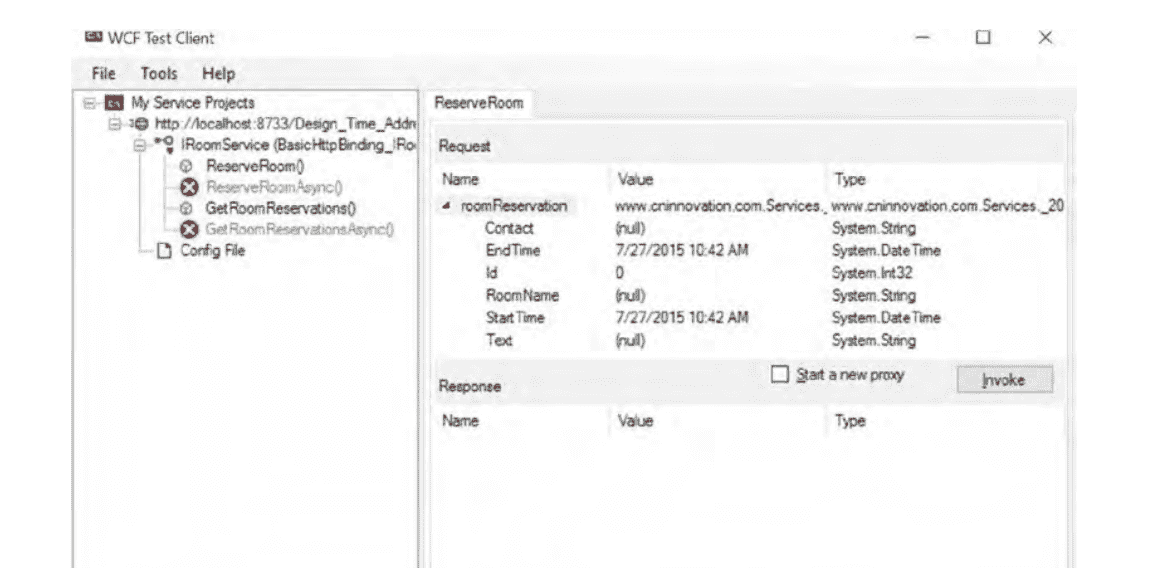 WCF Test Client
File Tools Help
My Service Projects
http://localhost:8733/Design_Time_Addr
IRoomService (BasicHttpBinding_IRo
ReserveRoom()
ReserveRoomAsync()
GetRoomReservations()
GetRoomReservationsAsync()
Config File
ReserveRoom
Request
Name Value Type
roomReservation www.cninnovation.com.Services._ www.cninnovation.com.Services._20
Contact (null) System.String
EndTime 7/27/2015 10:42 AM System.DateTime
Id 0 System.Int32
RoomName (null) System.String
StartTime 7/27/2015 10:42 AM System.DateTime
Text (null) System.String
Start a new proxy Invoke
Response
Name Value Type